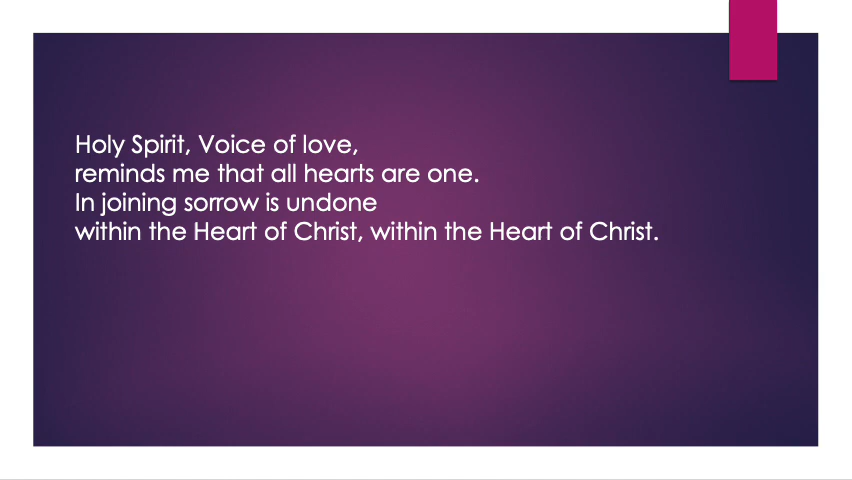 Holy Spirit, Voice of love,
reminds me that all hearts are one.
In joining sorrow is undone
within the Heart of Christ, within the Heart of Christ.